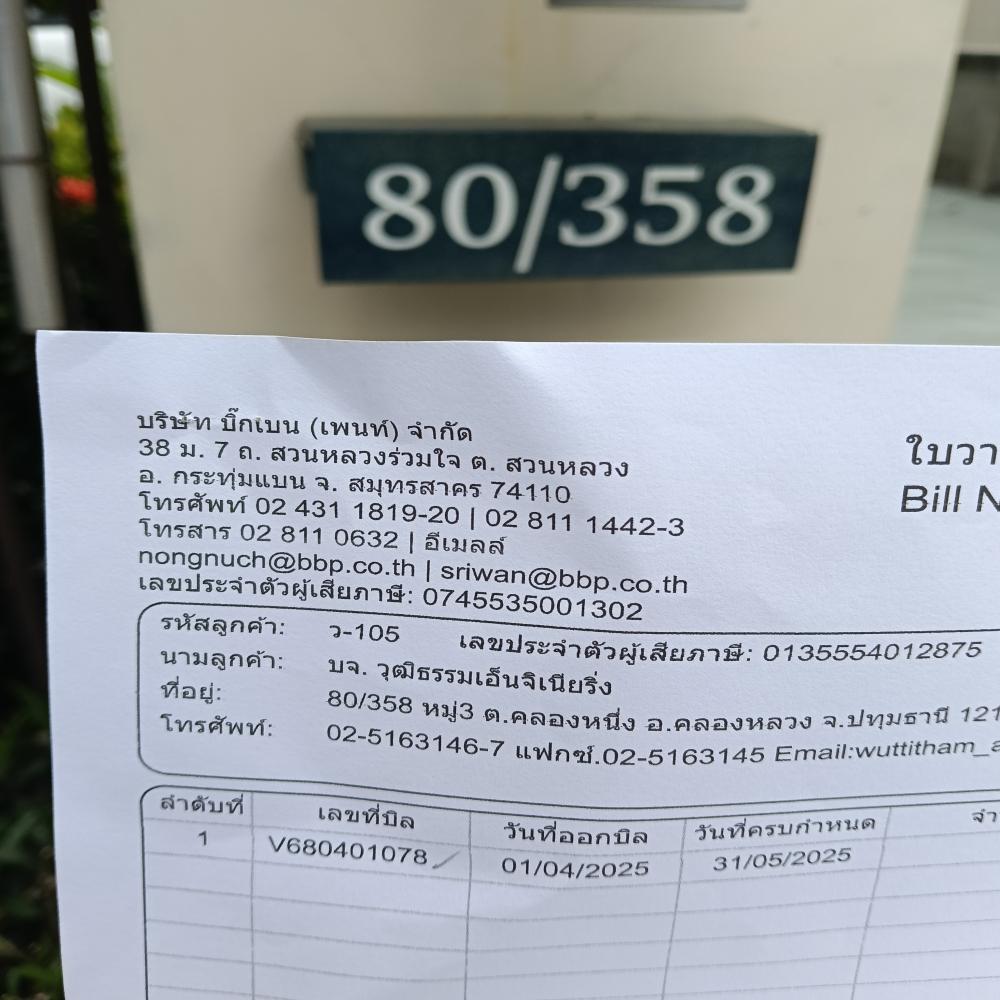 80/358
บริษัท บิ๊กเบน (เพนท์) จำกัด
38 ม. 7 ถ. สวนหลวงร่วมใจ ต. สวนหลวง
อ. กระทุ่มแบน จ. สมุทรสาคร 74110
โทรศัพท์ 02 431 1819-20 | 02 811 1442-3
โทรสาร 02 811 0632 | อีเมลล์
nongnuch@bbp.co.th | sriwan@bbp.co.th
เลขประจำตัวผู้เสียภาษี: 0745535001302
ใบวา
Bill N
รหัสลูกค้า: ว-105 เลขประจำตัวผู้เสียภาษี: 0135554012875
นามลูกค้า: บจ. วุฒิธรรมเอ็นจิเนียริ่ง
ที่อยู่: 80/358 หมู่3 ต.คลองหนึ่ง อ.คลองหลวง จ.ปทุมธานี 121
โทรศัพท์: 02-5163146-7 แฟกซ์.02-5163145 Email:wuttitham_a
ลำดับที่ เลขที่บิล วันที่ออกบิล วันที่ครบกำหนด จำ
1 V680401078 01/04/2025 31/05/2025